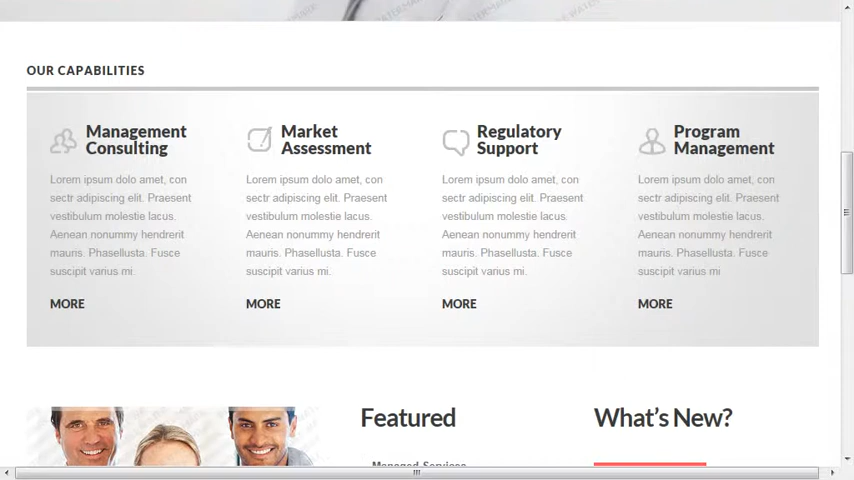 OUR CAPABILITIES
Management
Consulting
Lorem ipsum dolo amet, con
sectr adipiscing elit. Praesent
vestibulum molestie lacus.
Aenean nonummy hendrerit
mauris. Phasellusta. Fusce
suscipit varius mi.
MORE
Market
Assessment
Lorem ipsum dolo amet, con
sectr adipiscing elit. Praesent
vestibulum molestie lacus.
Aenean nonummy hendrerit
mauris. Phasellusta. Fusce
suscipit varius mi.
MORE
Regulatory
Support
Lorem ipsum dolo amet, con
sectr adipiscing elit. Praesent
vestibulum molestie lacus.
Aenean nonummy hendrerit
mauris. Phasellusta. Fusce
suscipit varius mi.
MORE
Program
Management
Lorem ipsum dolo amet, con
sectr adipiscing elit. Praesent
vestibulum molestie lacus.
Aenean nonummy hendrerit
mauris. Phasellusta. Fusce
suscipit varius mi
MORE
Featured
Managed Services
What's New?